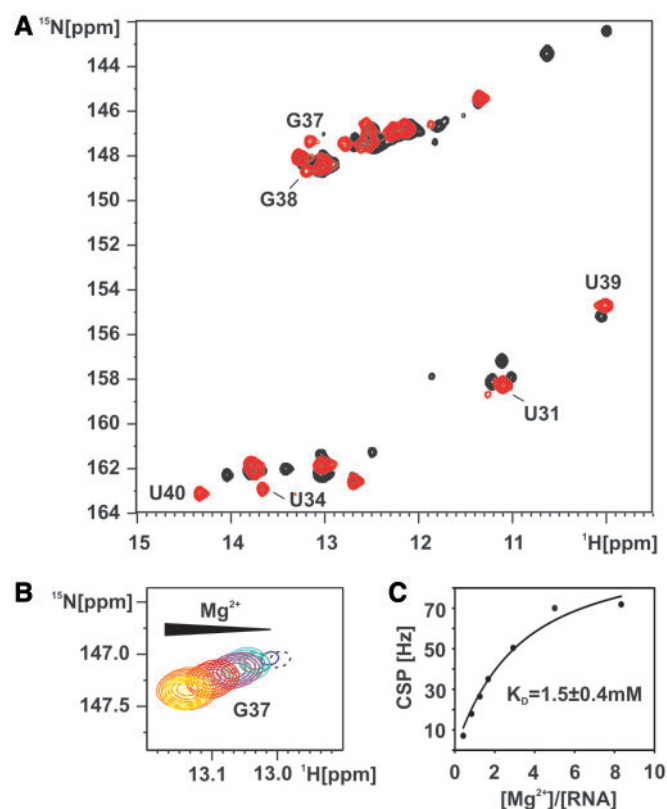 A
¹⁵N[ppm]
142
144
146
148
150
152
154
156
158
160
162
164
G37
G38
U39
U31
U40
U34
15
14
13
12
11
¹H[ppm]
B
¹⁵N[ppm]
Mg²⁺
147.0
147.5
G37
13.1
13.0
¹H[ppm]
C
CSP [Hz]
70
50
30
10
K_D=1.5±0.4mM
0
2
4
6
8
10
[Mg²⁺]/[RNA]